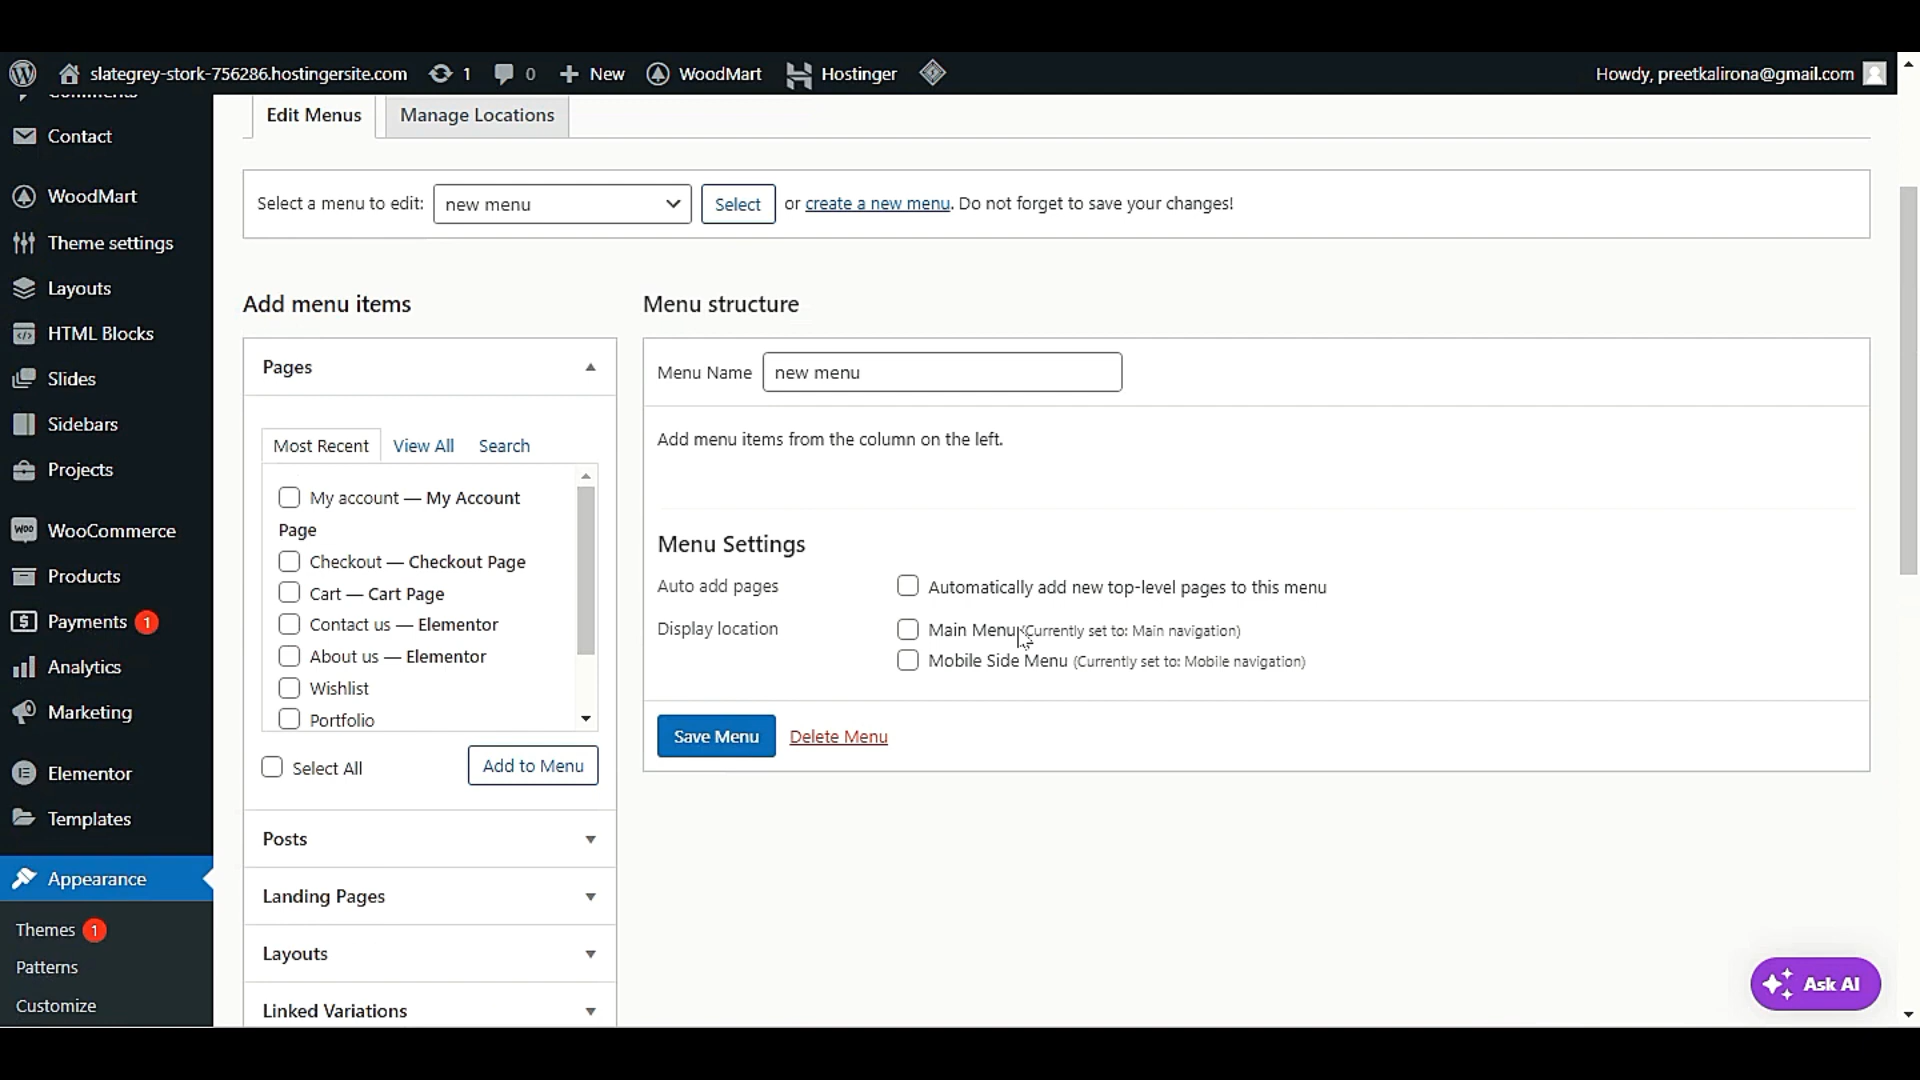 slategrey-stork-756286.hostingersite.com 1 0 New WoodMart Hostinger Howdy, preetkalirona@gmail.com
Comments
Contact
WoodMart
Theme settings
Layouts
HTML Blocks
Slides
Sidebars
Projects
WooCommerce
Products
Payments 1
Analytics
Marketing
Elementor
Templates
Appearance
Themes 1
Patterns
Customize
Edit Menus Manage Locations
Select a menu to edit: new menu Select or create a new menu. Do not forget to save your changes!
Add menu items
Pages
Most Recent View All Search
My account — My Account
Page
Checkout — Checkout Page
Cart — Cart Page
Contact us — Elementor
About us — Elementor
Wishlist
Portfolio
Select All Add to Menu
Posts
Landing Pages
Layouts
Linked Variations
Menu structure
Menu Name new menu
Add menu items from the column on the left.
Menu Settings
Auto add pages Automatically add new top-level pages to this menu
Display location Main Menu (Currently set to: Main navigation)
Mobile Side Menu (Currently set to: Mobile navigation)
Save Menu Delete Menu
Ask AI